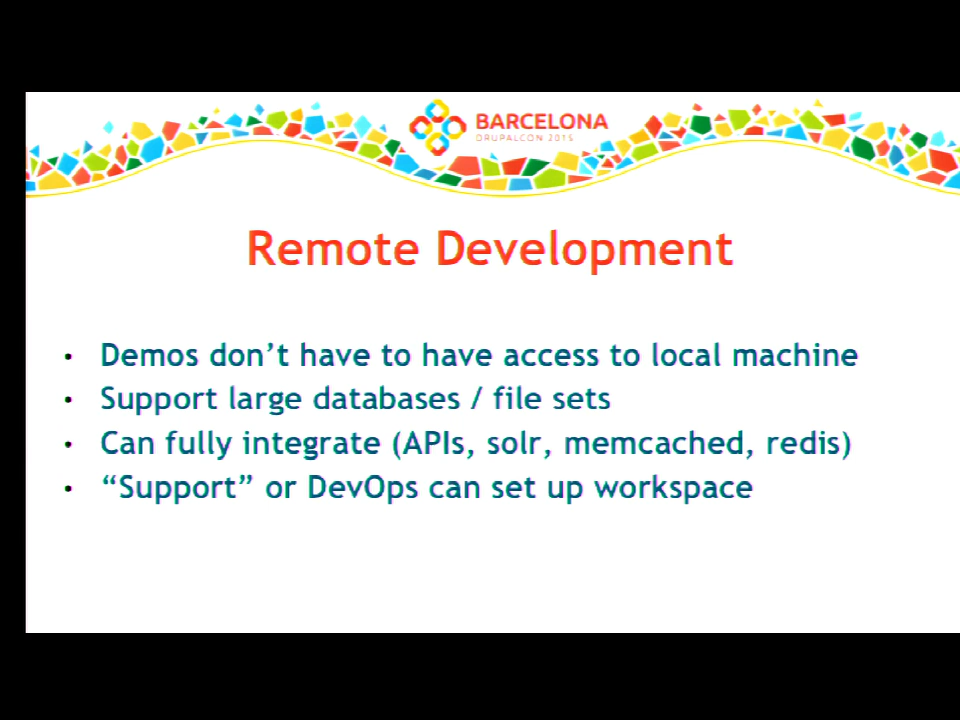 BARCELONA
DRUPALCON 2015
Remote Development
• Demos don’t have to have access to local machine
• Support large databases / file sets
• Can fully integrate (APIs, solr, memcached, redis)
• “Support” or DevOps can set up workspace